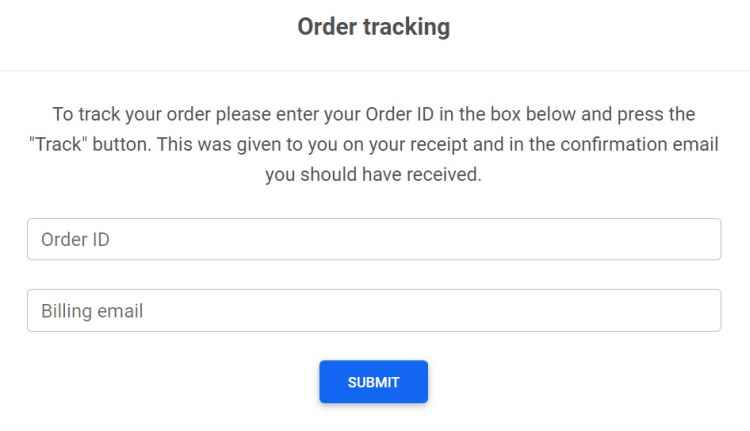 Order tracking
To track your order please enter your Order ID in the box below and press the
"Track" button. This was given to you on your receipt and in the confirmation email
you should have received.
Order ID
Billing email
SUBMIT